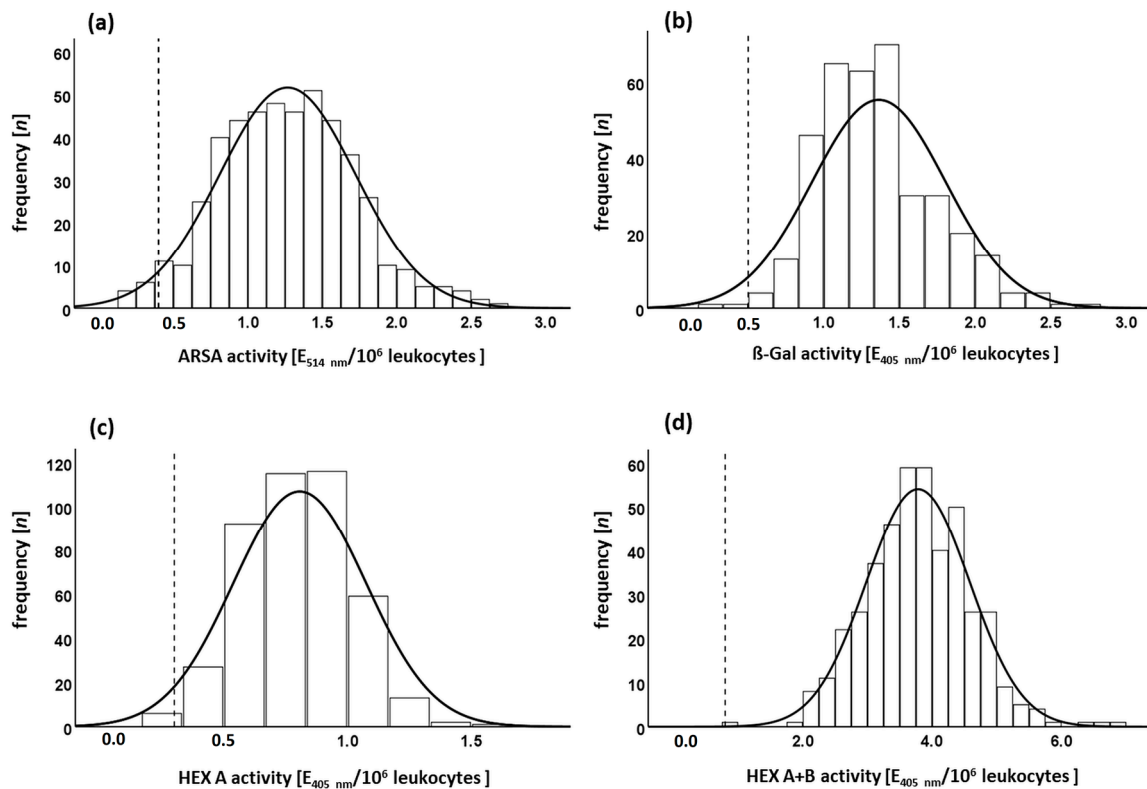 (a)
60
50
40
30
20
10
0
frequency [n]
0.0 0.5 1.0 1.5 2.0 2.5 3.0
ARSA activity [E514 nm/10⁶ leukocytes ]
(b)
60
40
20
0
frequency [n]
0.0 0.5 1.0 1.5 2.0 2.5 3.0
ß-Gal activity [E405 nm/10⁶ leukocytes ]
(c)
120
100
80
60
40
20
0
frequency [n]
0.0 0.5 1.0 1.5
HEX A activity [E405 nm/10⁶ leukocytes ]
(d)
60
50
40
30
20
10
0
frequency [n]
0.0 2.0 4.0 6.0
HEX A+B activity [E405 nm/10⁶ leukocytes ]